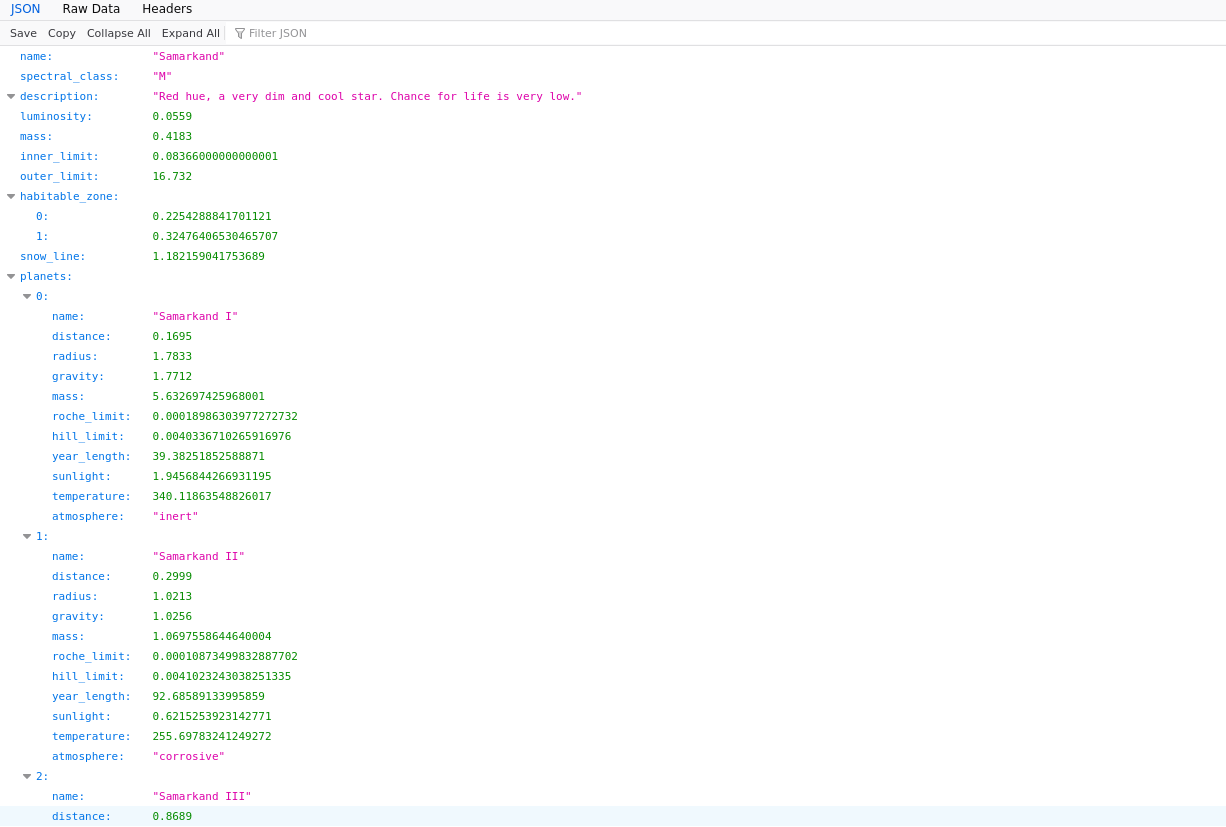 JSON Raw Data Headers
Save Copy Collapse All Expand All Filter JSON
name: "Samarkand"
spectral_class: "M"
description: "Red hue, a very dim and cool star. Chance for life is very low."
luminosity: 0.0559
mass: 0.4183
inner_limit: 0.08366000000000001
outer_limit: 16.732
habitable_zone:
0: 0.2254288841701121
1: 0.32476406530465707
snow_line: 1.182159041753689
planets:
0:
name: "Samarkand I"
distance: 0.1695
radius: 1.7833
gravity: 1.7712
mass: 5.632697425968001
roche_limit: 0.00018986303977272732
hill_limit: 0.0040336710265916976
year_length: 39.38251852588871
sunlight: 1.9456844266931195
temperature: 340.11863548826017
atmosphere: "inert"
1:
name: "Samarkand II"
distance: 0.2999
radius: 1.0213
gravity: 1.0256
mass: 1.0697558644640004
roche_limit: 0.00010873499832887702
hill_limit: 0.0041023243038251335
year_length: 92.68589133995859
sunlight: 0.6215253923142771
temperature: 255.69783241249272
atmosphere: "corrosive"
2:
name: "Samarkand III"
distance: 0.8689